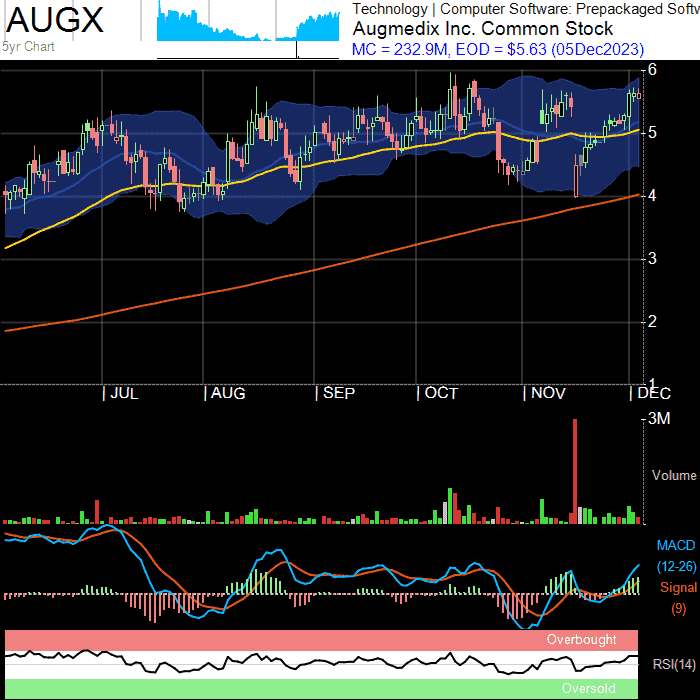 AUGX
5yr Chart
Technology | Computer Software: Prepackaged Softw
Augmedix Inc. Common Stock
MC = 232.9M, EOD = $5.63 (05Dec2023)
6
5
4
3
2
1
| JUL | AUG | SEP | OCT | NOV | DEC
3M
Volume
MACD
(12-26)
Signal
(9)
Overbought
RSI(14)
Oversold